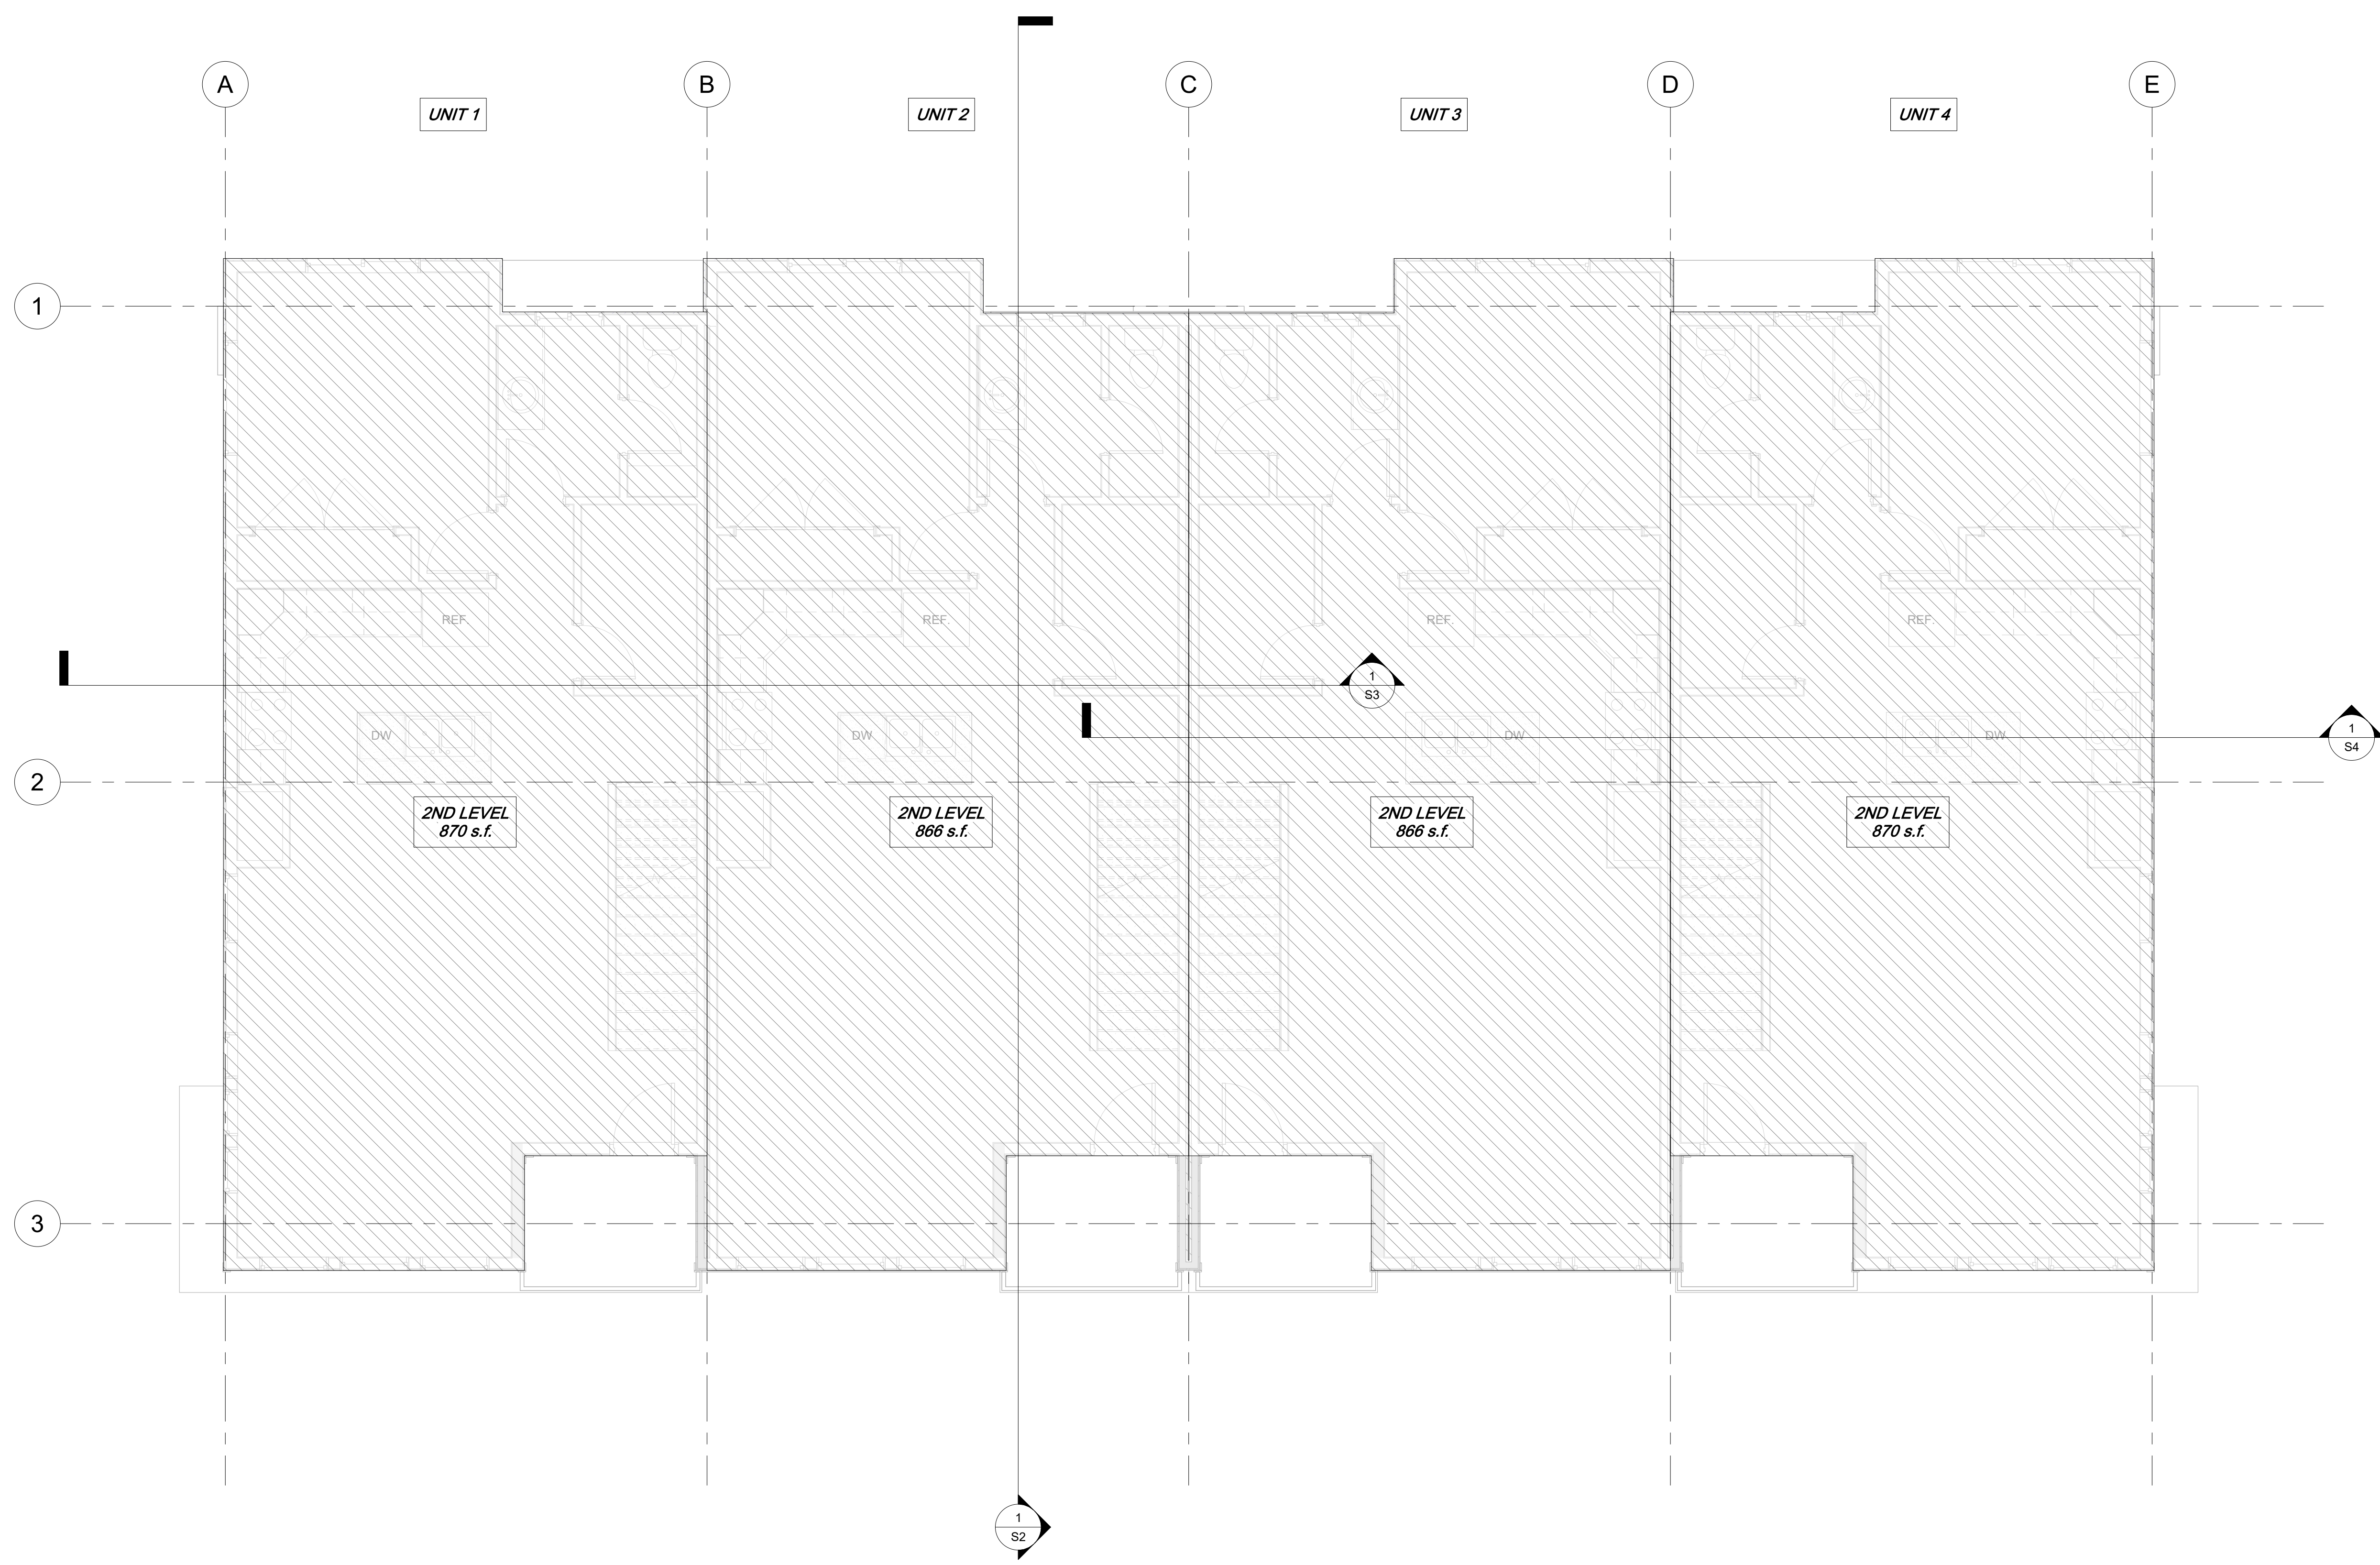 A
B
C
D
E
UNIT 1
UNIT 2
UNIT 3
UNIT 4
1
REF.
REF.
REF.
REF.
1
S3
DW
DW
DW
DW
1
S4
2
2ND LEVEL
870 s.f.
2ND LEVEL
866 s.f.
2ND LEVEL
866 s.f.
2ND LEVEL
870 s.f.
3
1
S2